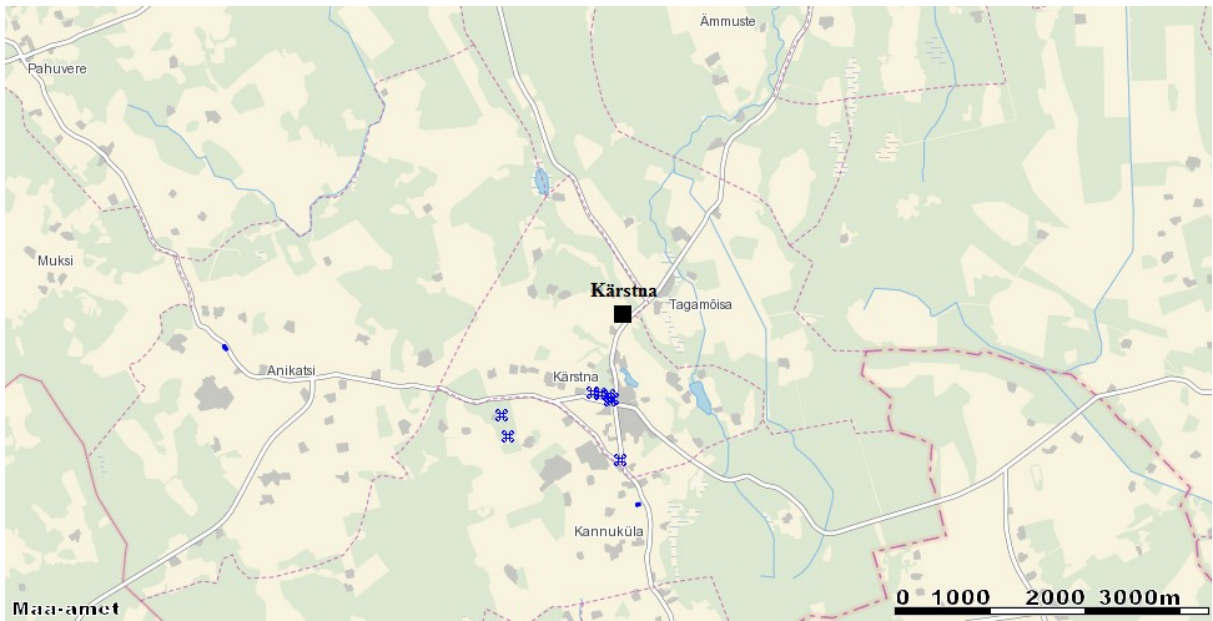 Ämmuste
Pahuvere
Muksi
Kärstna
Tagamõisa
Anikatsi
Kärstna
Kannuküla
Maa-amet
0 1000 2000 3000m